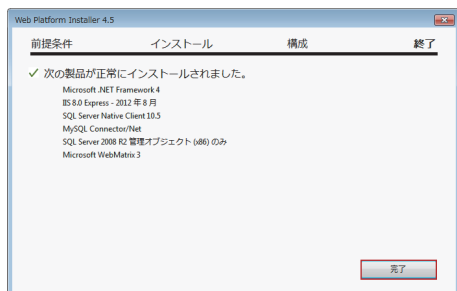 Web Platform Installer 4.5
前提条件 インストール 構成 終了
✓ 次の製品が正常にインストールされました。
Microsoft .NET Framework 4
IIS 8.0 Express - 2012 年 8 月
SQL Server Native Client 10.5
MySQL Connector/Net
SQL Server 2008 R2 管理オブジェクト (x86) のみ
Microsoft WebMatrix 3
完了